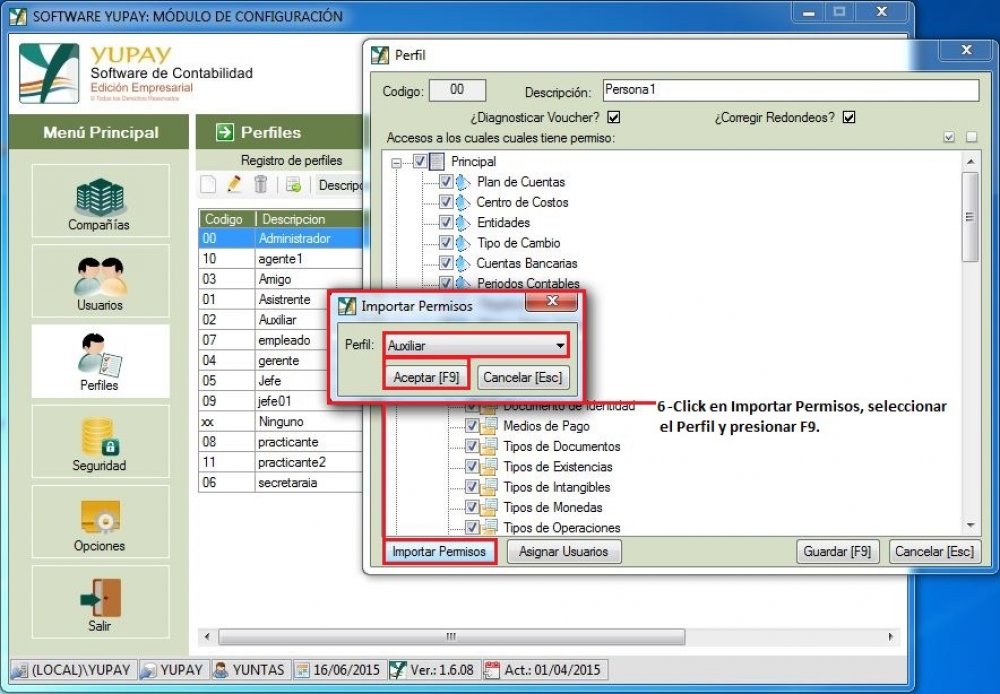 SOFTWARE YUPAY: MÓDULO DE CONFIGURACIÓN
YUPAY
Software de Contabilidad
Edición Empresarial
© Todos los Derechos Reservados
Menú Principal
Compañías
Usuarios
Perfiles
Seguridad
Opciones
Salir
Perfiles
Registro de perfiles
Descripc
Codigo Descripcion
00 Administrador
10 agente1
03 Amigo
01 Asistrente
02 Auxiliar
07 empleado
04 gerente
05 Jefe
09 jefe01
xx Ninguno
08 practicante
11 practicante2
06 secretaraia
Perfil
Codigo: 00 Descripción: Persona1
¿Diagnosticar Voucher? ¿Corregir Redondeos?
Accesos a los cuales cuales tiene permiso:
Principal
Plan de Cuentas
Centro de Costos
Entidades
Tipo de Cambio
Cuentas Bancarias
Periodos Contables
Importar Permisos
Perfil: Auxiliar
Aceptar [F9] Cancelar [Esc]
6-Click en Importar Permisos, seleccionar
el Perfil y presionar F9.
Documento de Identidad
Medios de Pago
Tipos de Documentos
Tipos de Existencias
Tipos de Intangibles
Tipos de Monedas
Tipos de Operaciones
Importar Permisos Asignar Usuarios Guardar [F9] Cancelar [Esc]
(LOCAL)\YUPAY YUPAY YUNTAS 16/06/2015 Ver.: 1.6.08 Act.: 01/04/2015